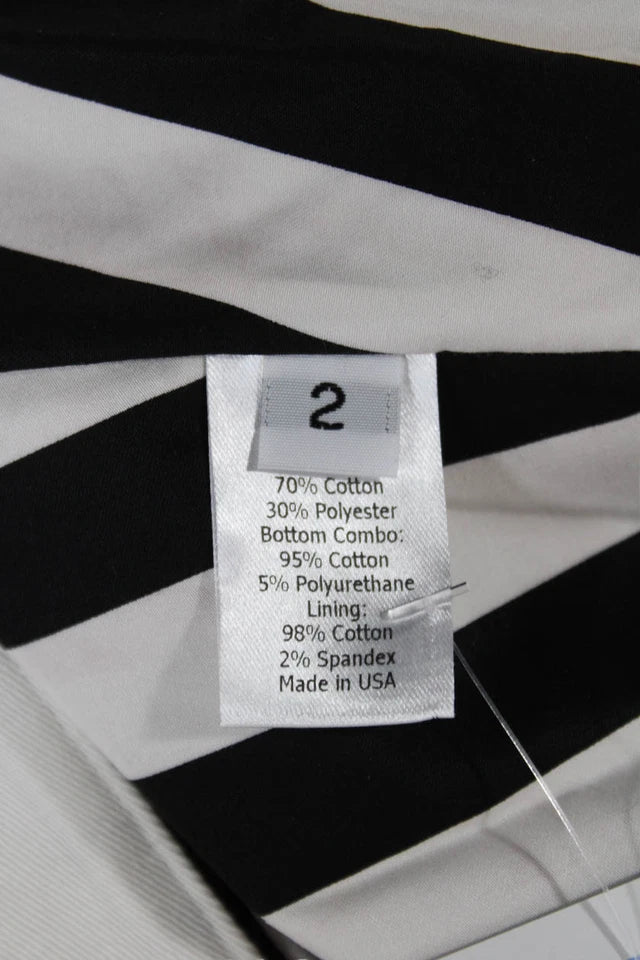 2
70% Cotton
30% Polyester
Bottom Combo:
95% Cotton
5% Polyurethane
Lining:
98% Cotton
2% Spandex
Made in USA